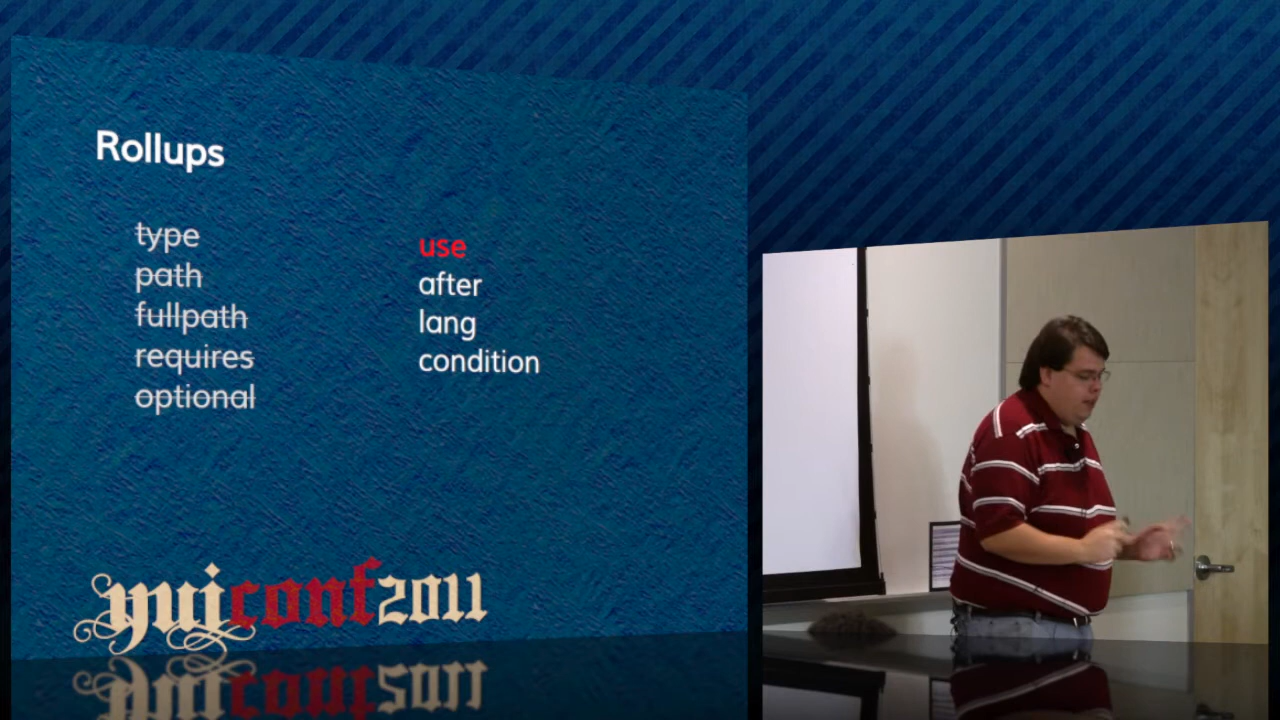 Rollups
type
path
fullpath
requires
optional
use
after
lang
condition
yuiconf2011